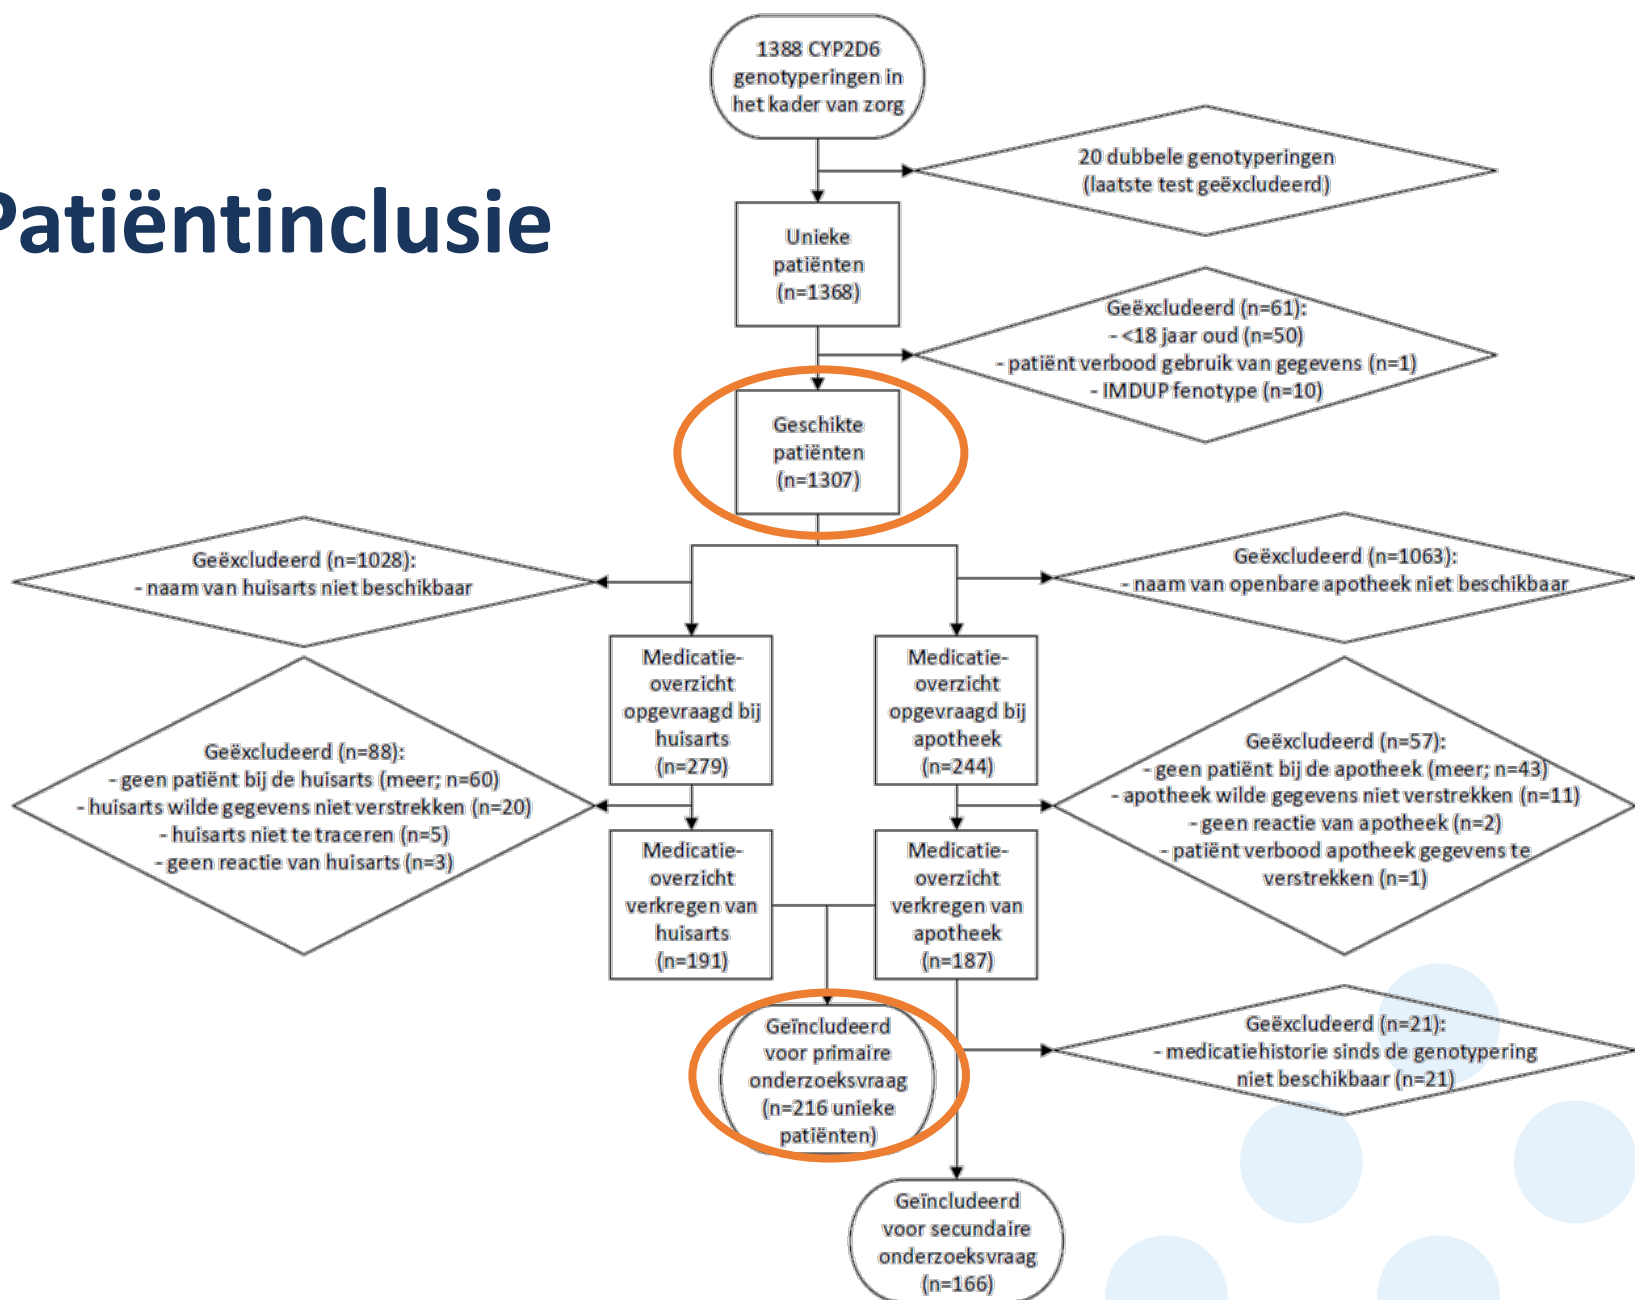 Patiëntinclusie
1388 CYP2D6
genotyperingen in
het kader van zorg
20 dubbele genotyperingen
(laatste test geëxcludeerd)
Unieke
patiënten
(n=1368)
Geëxcludeerd (n=61):
- <18 jaar oud (n=50)
- patiënt verbood gebruik van gegevens (n=1)
- IMDUP fenotype (n=10)
Geschikte
patiënten
(n=1307)
Geëxcludeerd (n=1028):
- naam van huisarts niet beschikbaar
Geëxcludeerd (n=1063):
- naam van openbare apotheek niet beschikbaar
Medicatie-
overzicht
opgevraagd bij
huisarts
(n=279)
Medicatie-
overzicht
opgevraagd bij
apotheek
(n=244)
Geëxcludeerd (n=88):
- geen patiënt bij de huisarts (meer; n=60)
- huisarts wilde gegevens niet verstrekken (n=20)
- huisarts niet te traceren (n=5)
- geen reactie van huisarts (n=3)
Geëxcludeerd (n=57):
- geen patiënt bij de apotheek (meer; n=43)
- apotheek wilde gegevens niet verstrekken (n=11)
- geen reactie van apotheek (n=2)
- patiënt verbood apotheek gegevens te
verstrekken (n=1)
Medicatie-
overzicht
verkregen van
huisarts
(n=191)
Medicatie-
overzicht
verkregen van
apotheek
(n=187)
Geïncludeerd
voor primaire
onderzoeksvraag
(n=216 unieke
patiënten)
Geëxcludeerd (n=21):
- medicatiehistorie sinds de genotypering
niet beschikbaar (n=21)
Geïncludeerd
voor secundaire
onderzoeksvraag
(n=166)